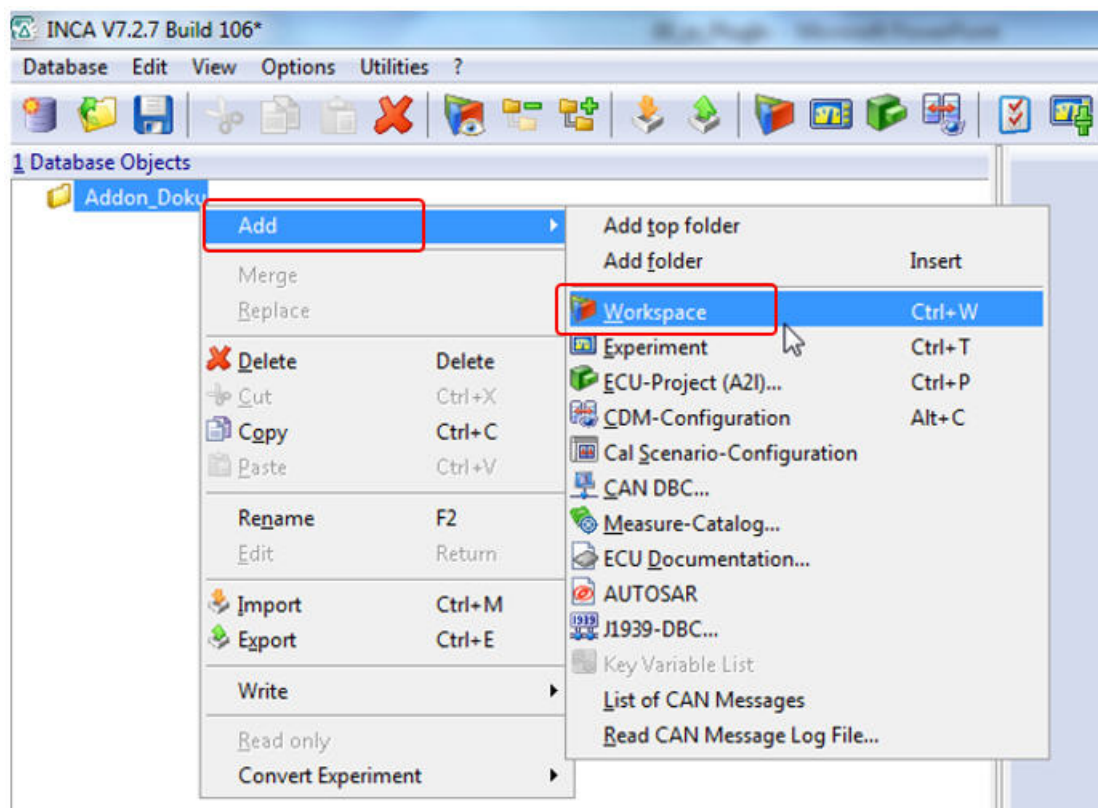 INCA V7.2.7 Build 106*
Database Edit View Options Utilities ?
1 Database Objects
Addon_Doku
Add
Merge
Replace
Delete Delete
Cut Ctrl+X
Copy Ctrl+C
Paste Ctrl+V
Rename F2
Edit Return
Import Ctrl+M
Export Ctrl+E
Write
Read only
Convert Experiment
Add top folder
Add folder Insert
Workspace Ctrl+W
Experiment Ctrl+T
ECU-Project (A2l)... Ctrl+P
CDM-Configuration Alt+C
Cal Scenario-Configuration
CAN DBC...
Measure-Catalog...
ECU Documentation...
AUTOSAR
J1939-DBC...
Key Variable List
List of CAN Messages
Read CAN Message Log File...